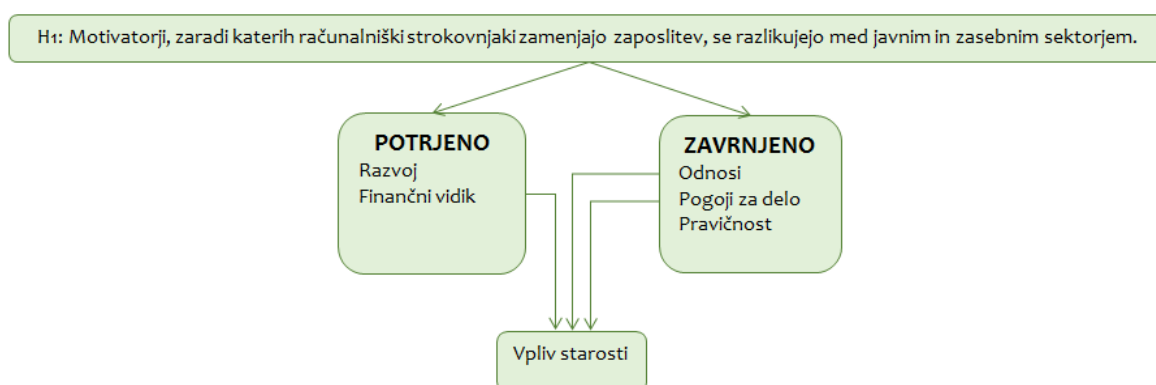 H1: Motivatorji, zaradi katerih računalniški strokovnjaki zamenjajo zaposlitev, se razlikujejo med javnim in zasebnim sektorjem.
POTRJENO
Razvoj
Finančni vidik
ZAVRNJENO
Odnosi
Pogoji za delo
Pravičnost
Vpliv starosti